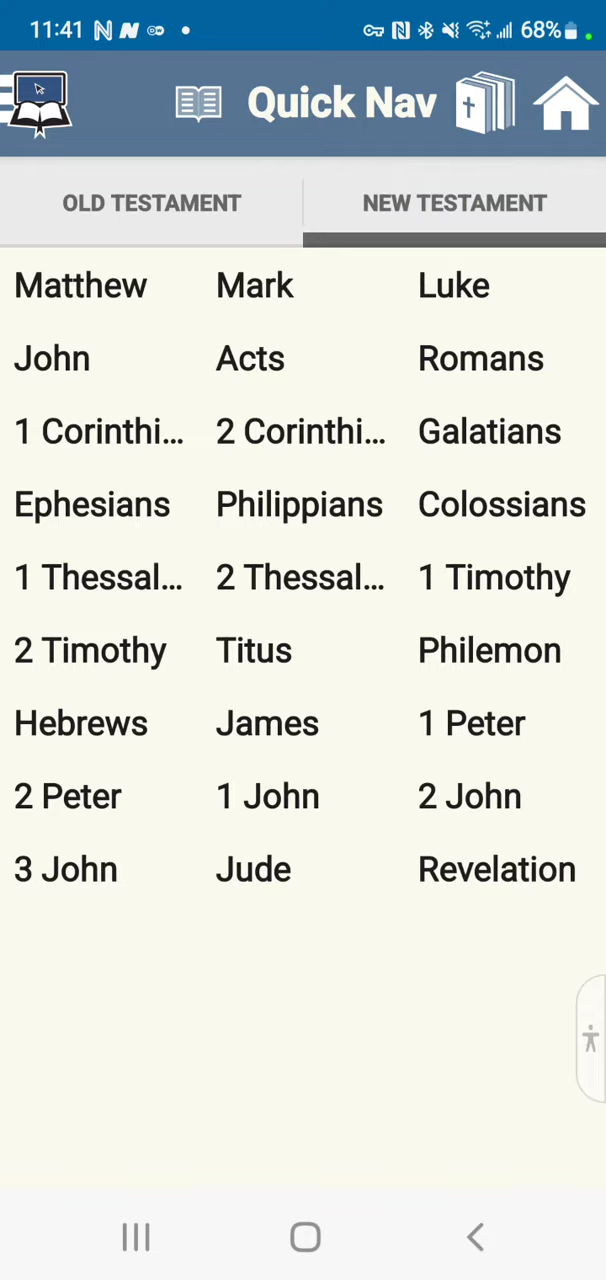 11:41 68%
Quick Nav
OLD TESTAMENT NEW TESTAMENT
Matthew Mark Luke
John Acts Romans
1 Corinthi... 2 Corinthi... Galatians
Ephesians Philippians Colossians
1 Thessal... 2 Thessal... 1 Timothy
2 Timothy Titus Philemon
Hebrews James 1 Peter
2 Peter 1 John 2 John
3 John Jude Revelation